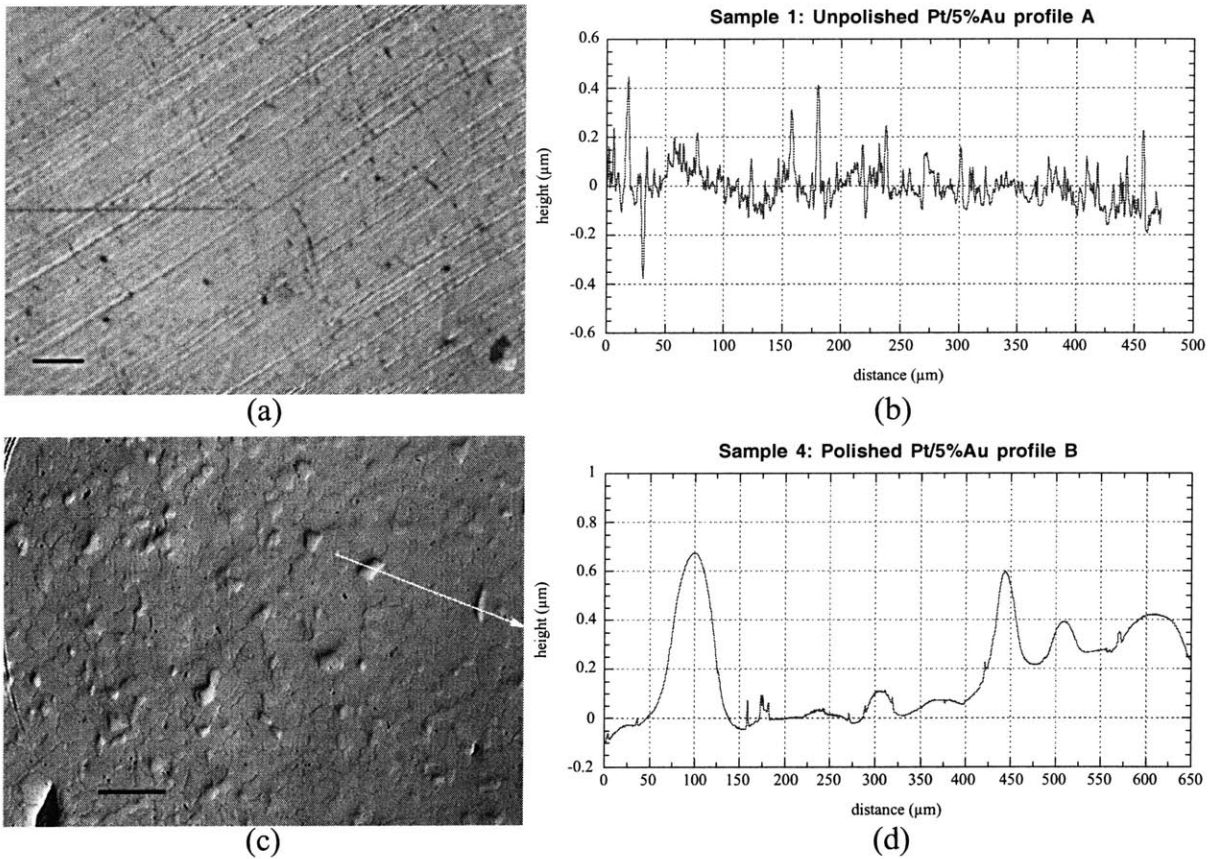 Sample 1: Unpolished Pt/5%Au profile A
0.6
0.4
0.2
0
-0.2
-0.4
-0.6
height (µm)
0 50 100 150 200 250 300 350 400 450 500
distance (µm)
(a)
(b)
Sample 4: Polished Pt/5%Au profile B
1
0.8
0.6
0.4
0.2
0
-0.2
height (µm)
0 50 100 150 200 250 300 350 400 450 500 550 600 650
distance (µm)
(c)
(d)